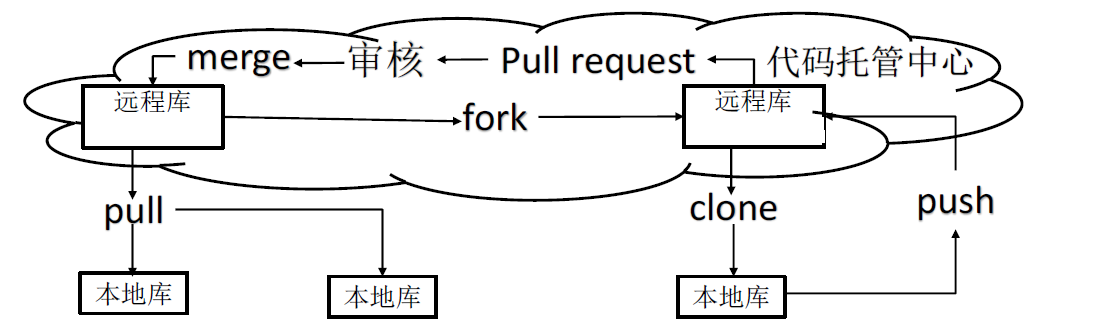 merge 审核 Pull request 代码托管中心
远程库 fork 远程库
pull clone push
本地库 本地库 本地库